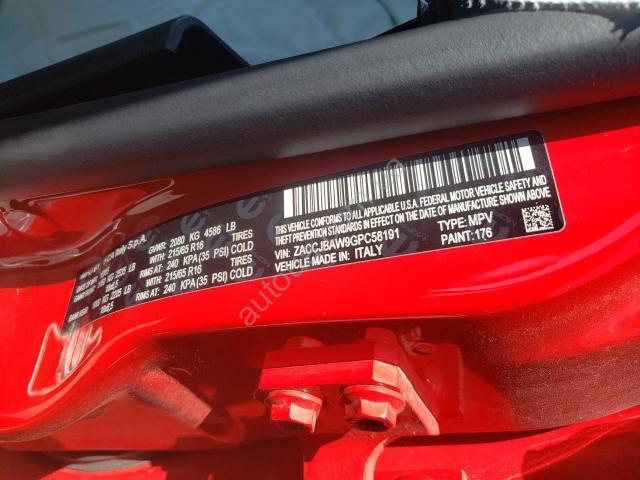 FCA Italy S.p.A.
GVWR: 2080 KG 4586 LB
WITH: 215/65 R16 TIRES
RIMS AT: 240 KPA(35 PSI) COLD
WITH: 215/65 R16 TIRES
RIMS AT: 240 KPA(35 PSI) COLD
THIS VEHICLE CONFORMS TO ALL APPLICABLE U.S.A. FEDERAL MOTOR VEHICLE SAFETY AND
THEFT PREVENTION STANDARDS IN EFFECT ON THE DATE OF MANUFACTURE SHOWN ABOVE.
VIN: ZACCJBAW9GPC58191 TYPE: MPV
VEHICLE MADE IN: ITALY PAINT: 176